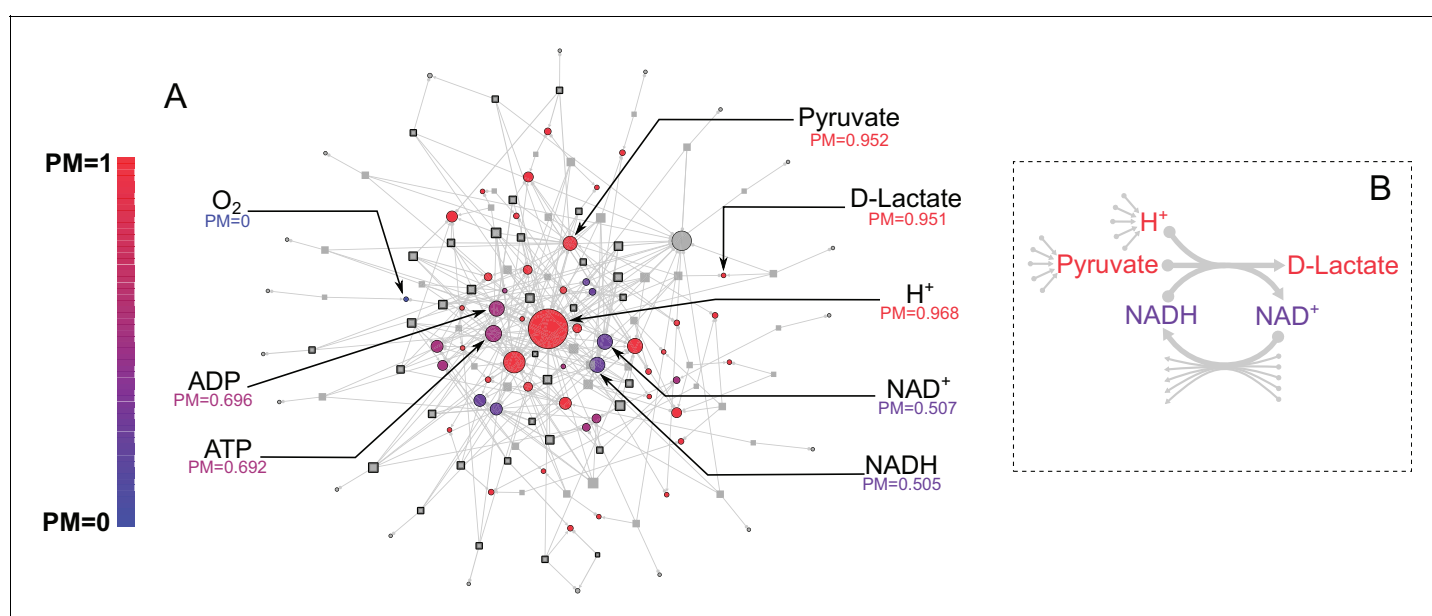 A
PM=1
PM=0
O2
PM=0
ADP
PM=0.696
ATP
PM=0.692
Pyruvate
PM=0.952
D-Lactate
PM=0.951
H+
PM=0.968
NAD+
PM=0.507
NADH
PM=0.505
B
H+
Pyruvate
D-Lactate
NADH
NAD+